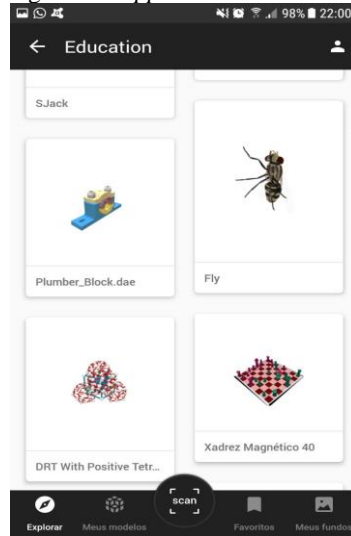 98% 22:00
Education
SJack
Plumber_Block.dae
Fly
DRT With Positive Tetr...
Xadrez Magnético 40
scan
Explorar Meus modelos Favoritos Meus fundos